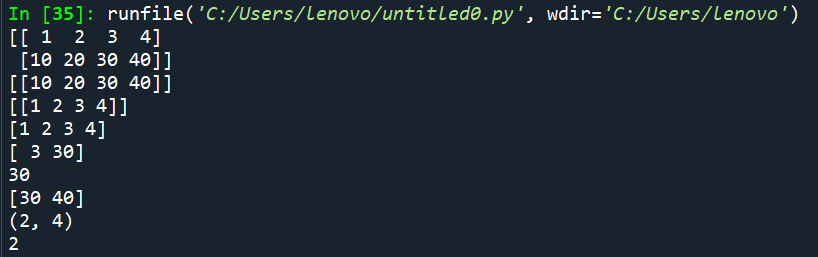 In [35]: runfile('C:/Users/lenovo/untitled0.py', wdir='C:/Users/lenovo')
[[ 1  2  3  4]
 [10 20 30 40]]
[[10 20 30 40]]
[[1 2 3 4]]
[1 2 3 4]
[ 3 30]
30
[30 40]
(2, 4)
2